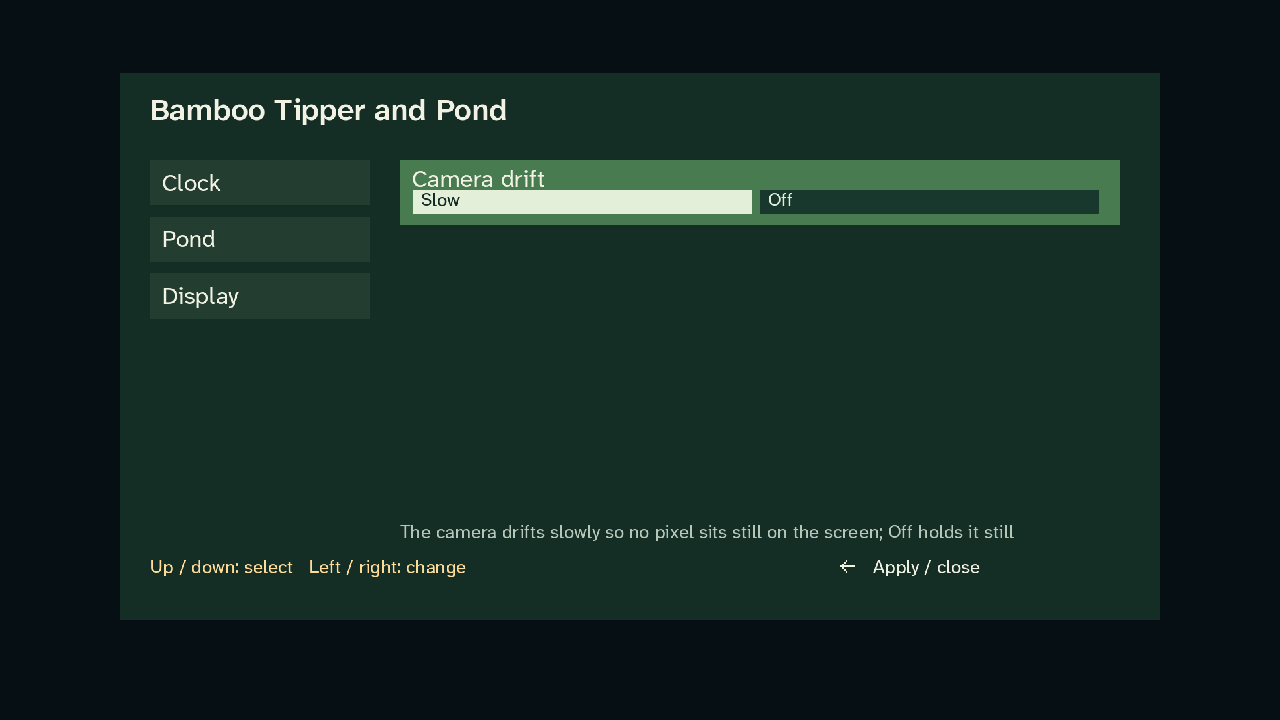 Bamboo Tipper and Pond
Clock
Pond
Display
Camera drift
Slow
Off
The camera drifts slowly so no pixel sits still on the screen; Off holds it still
Up / down: select Left / right: change
← Apply / close